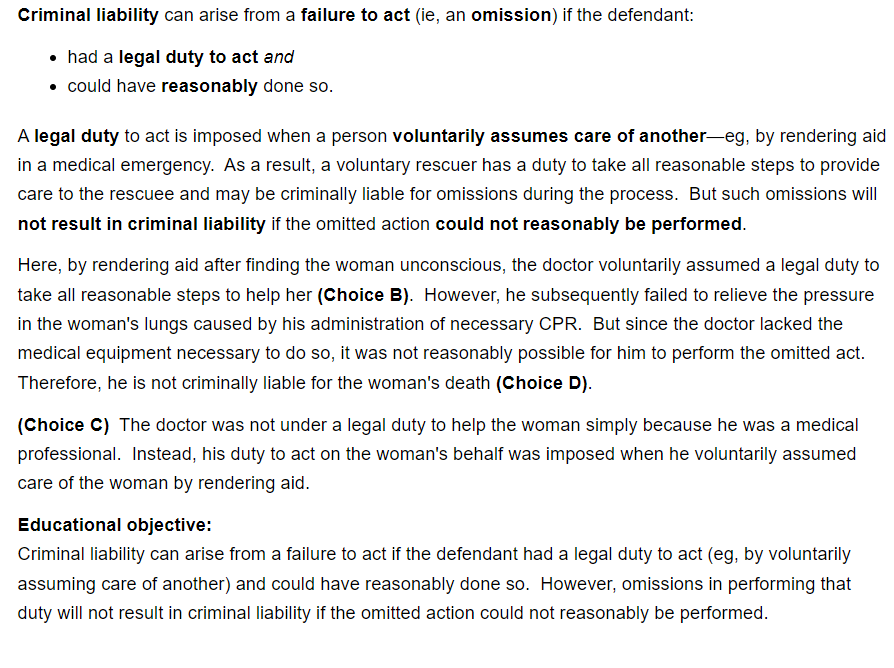 Criminal liability can arise from a failure to act (ie, an omission) if the defendant:
• had a legal duty to act and
• could have reasonably done so.
A legal duty to act is imposed when a person voluntarily assumes care of another—eg, by rendering aid
in a medical emergency.  As a result, a voluntary rescuer has a duty to take all reasonable steps to provide
care to the rescuee and may be criminally liable for omissions during the process.  But such omissions will
not result in criminal liability if the omitted action could not reasonably be performed.
Here, by rendering aid after finding the woman unconscious, the doctor voluntarily assumed a legal duty to
take all reasonable steps to help her (Choice B).  However, he subsequently failed to relieve the pressure
in the woman's lungs caused by his administration of necessary CPR.  But since the doctor lacked the
medical equipment necessary to do so, it was not reasonably possible for him to perform the omitted act.
Therefore, he is not criminally liable for the woman's death (Choice D).
(Choice C)  The doctor was not under a legal duty to help the woman simply because he was a medical
professional.  Instead, his duty to act on the woman's behalf was imposed when he voluntarily assumed
care of the woman by rendering aid.
Educational objective:
Criminal liability can arise from a failure to act if the defendant had a legal duty to act (eg, by voluntarily
assuming care of another) and could have reasonably done so.  However, omissions in performing that
duty will not result in criminal liability if the omitted action could not reasonably be performed.